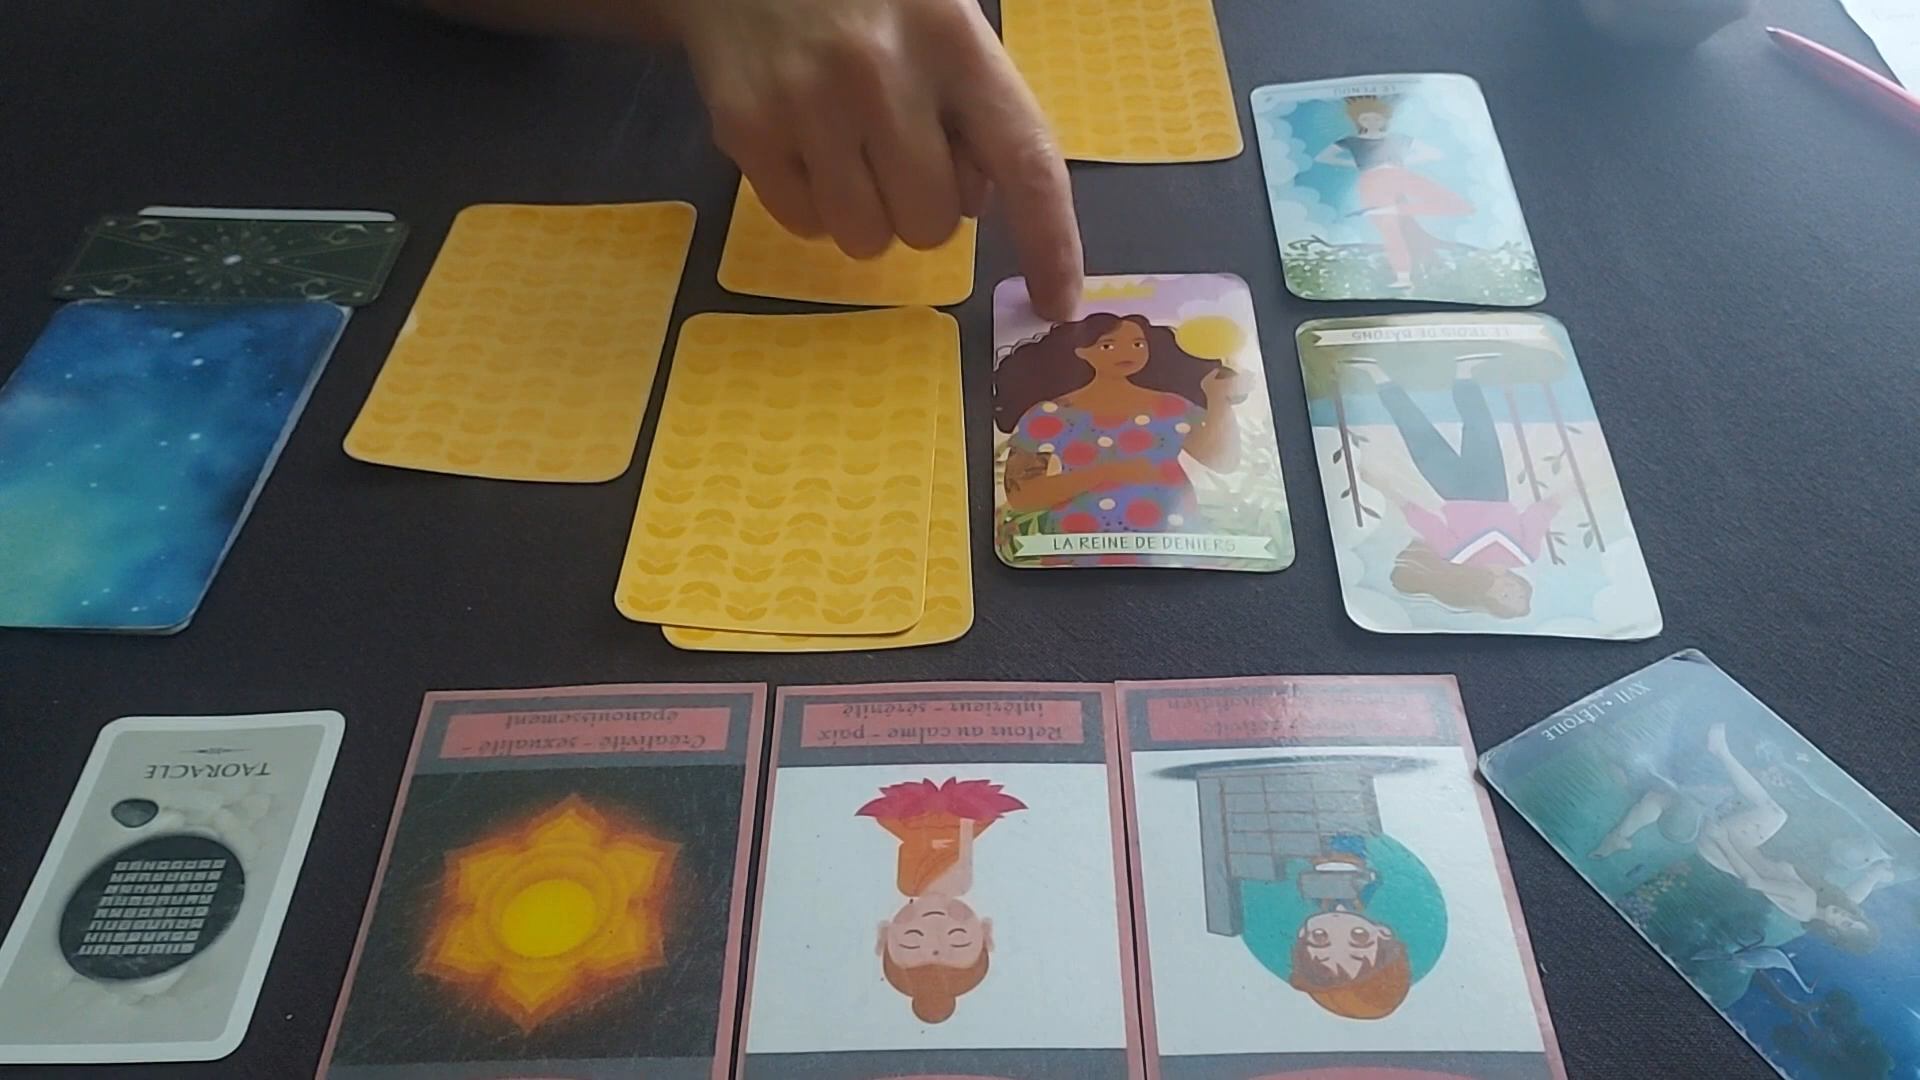 LE PENDU
LE TROIS DE BÂTONS
LA REINE DE DENIERS
XVII • L'ÉTOILE
TAORACLE
Créativité - sexualité -
épanouissement
Retour au calme - paix
intérieur - sérénité